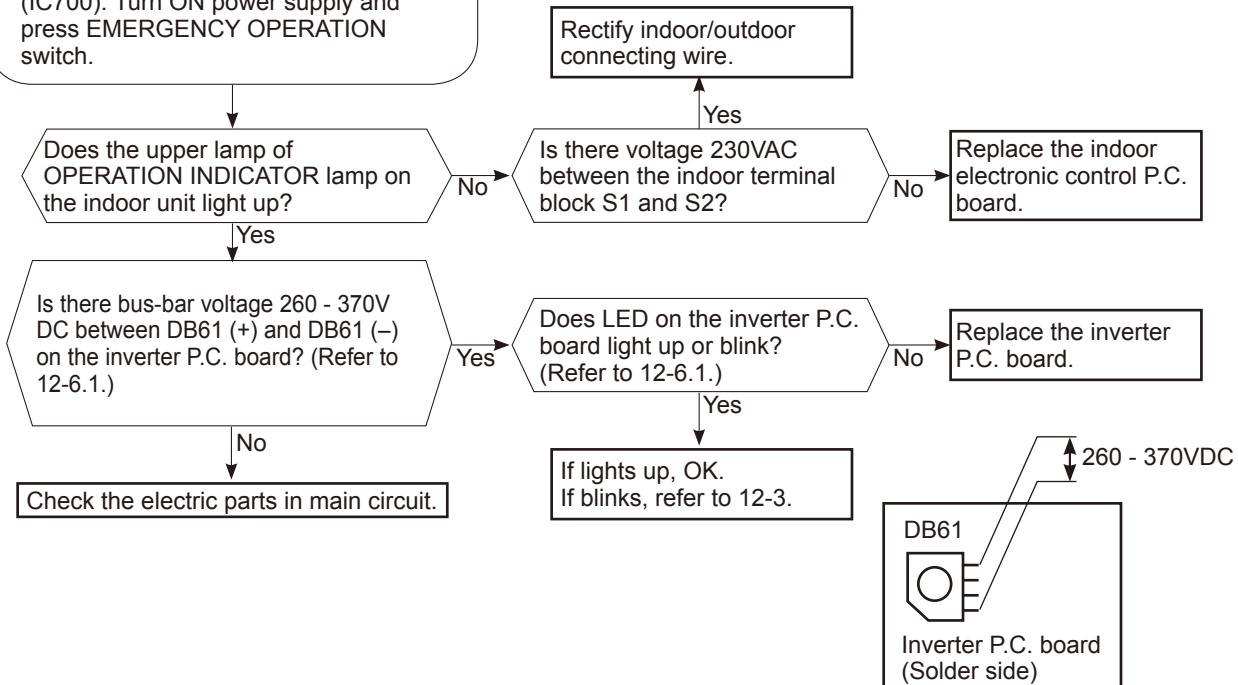 (IC700). Turn ON power supply and
press EMERGENCY OPERATION
switch.
Rectify indoor/outdoor
connecting wire.
Yes
Does the upper lamp of
OPERATION INDICATOR lamp on
the indoor unit light up?
No
Is there voltage 230VAC
between the indoor terminal
block S1 and S2?
No
Replace the indoor
electronic control P.C.
board.
Yes
Is there bus-bar voltage 260 - 370V
DC between DB61 (+) and DB61 (–)
on the inverter P.C. board? (Refer to
12-6.1.)
Yes
Does LED on the inverter P.C.
board light up or blink?
(Refer to 12-6.1.)
No
Replace the inverter
P.C. board.
Yes
No
Check the electric parts in main circuit.
If lights up, OK.
If blinks, refer to 12-3.
260 - 370VDC
DB61
Inverter P.C. board
(Solder side)